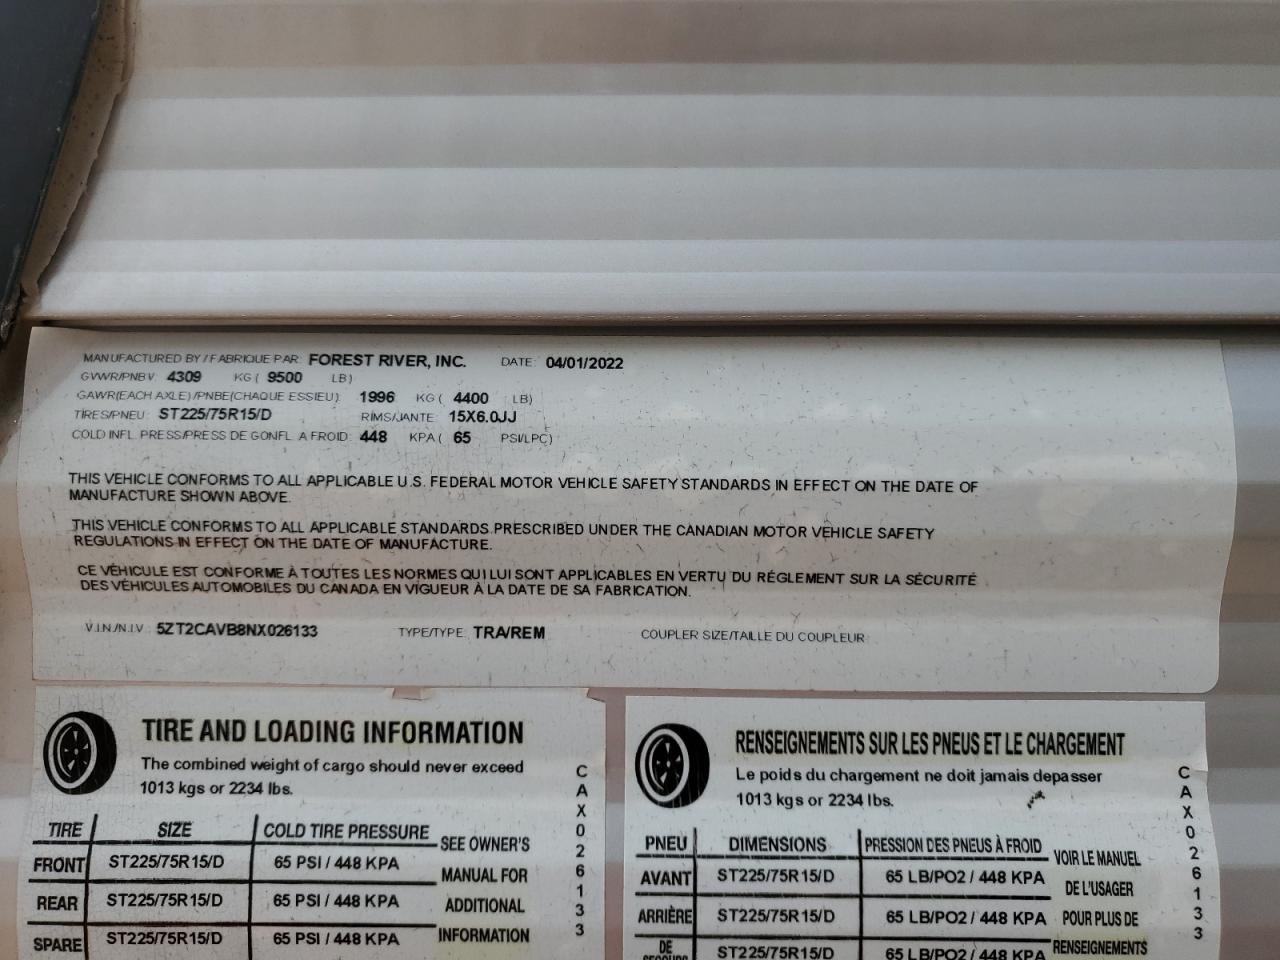 MANUFACTURED BY / FABRIQUE PAR: FOREST RIVER, INC. DATE: 04/01/2022
GVWR/PNBV: 4309 KG ( 9500 LB)
GAWR(EACH AXLE)/PNBE(CHAQUE ESSIEU): 1996 KG ( 4400 LB)
TIRES/PNEU: ST225/75R15/D RIMS/JANTE: 15X6.0JJ
COLD INFL. PRESS/PRESS DE GONFL. A FROID: 448 KPA ( 65 PSI/LPC)
THIS VEHICLE CONFORMS TO ALL APPLICABLE U.S. FEDERAL MOTOR VEHICLE SAFETY STANDARDS IN EFFECT ON THE DATE OF
MANUFACTURE SHOWN ABOVE.
THIS VEHICLE CONFORMS TO ALL APPLICABLE STANDARDS PRESCRIBED UNDER THE CANADIAN MOTOR VEHICLE SAFETY
REGULATIONS IN EFFECT ON THE DATE OF MANUFACTURE.
CE VÉHICULE EST CONFORME À TOUTES LES NORMES QUI LUI SONT APPLICABLES EN VERTU DU RÉGLEMENT SUR LA SÉCURITÉ
DES VÉHICULES AUTOMOBILES DU CANADA EN VIGUEUR À LA DATE DE SA FABRICATION.
V.I.N./N.I.V.: 5ZT2CAVB8NX026133 TYPE/TYPE: TRA/REM COUPLER SIZE/TAILLE DU COUPLEUR:
TIRE AND LOADING INFORMATION
The combined weight of cargo should never exceed
1013 kgs or 2234 lbs.
TIRE SIZE COLD TIRE PRESSURE
FRONT ST225/75R15/D 65 PSI / 448 KPA
REAR ST225/75R15/D 65 PSI / 448 KPA
SPARE ST225/75R15/D 65 PSI / 448 KPA
SEE OWNER'S
MANUAL FOR
ADDITIONAL
INFORMATION
CAX026133
RENSEIGNEMENTS SUR LES PNEUS ET LE CHARGEMENT
Le poids du chargement ne doit jamais depasser
1013 kgs or 2234 lbs.
PNEU DIMENSIONS PRESSION DES PNEUS À FROID
AVANT ST225/75R15/D 65 LB/PO2 / 448 KPA
ARRIÈRE ST225/75R15/D 65 LB/PO2 / 448 KPA
DE
SECOURS ST225/75R15/D 65 LB/PO2 / 448 KPA
VOIR LE MANUEL
DE L'USAGER
POUR PLUS DE
RENSEIGNEMENTS
CAX026133